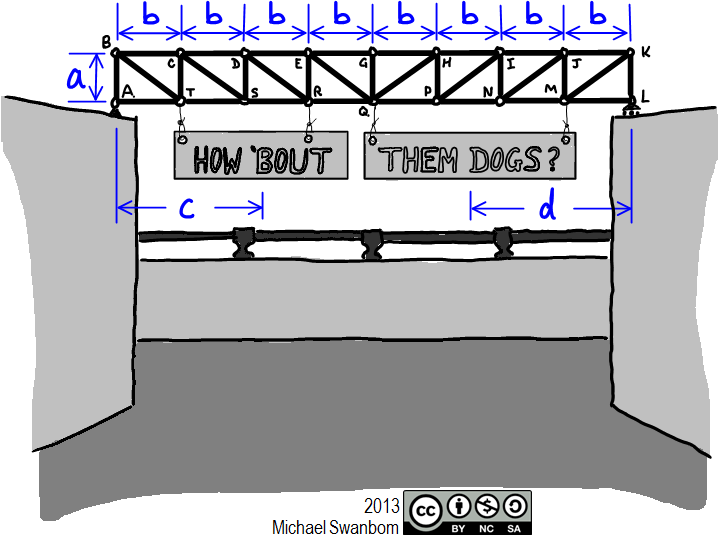 b b b b b b b b
B C D E G H I J K
a
A T S R Q P N M L
HOW 'BOUT THEM DOGS?
c d
2013
Michael Swanbom
CC BY NC SA